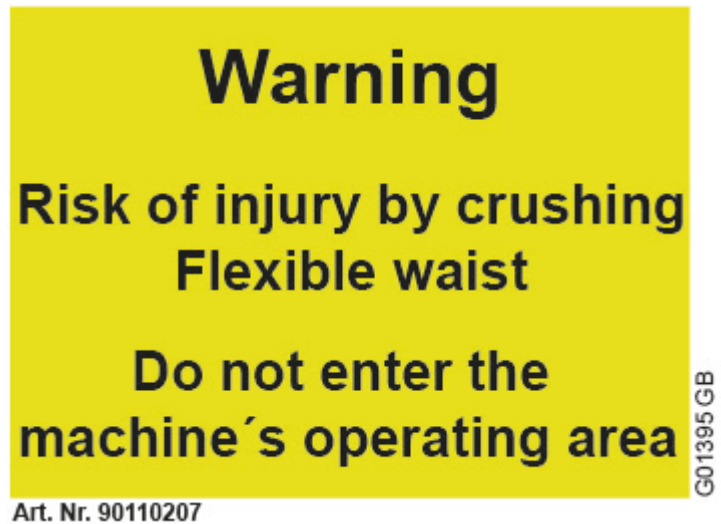 Warning
Risk of injury by crushing
Flexible waist
Do not enter the
machine´s operating area
G01395 GB
Art. Nr. 90110207